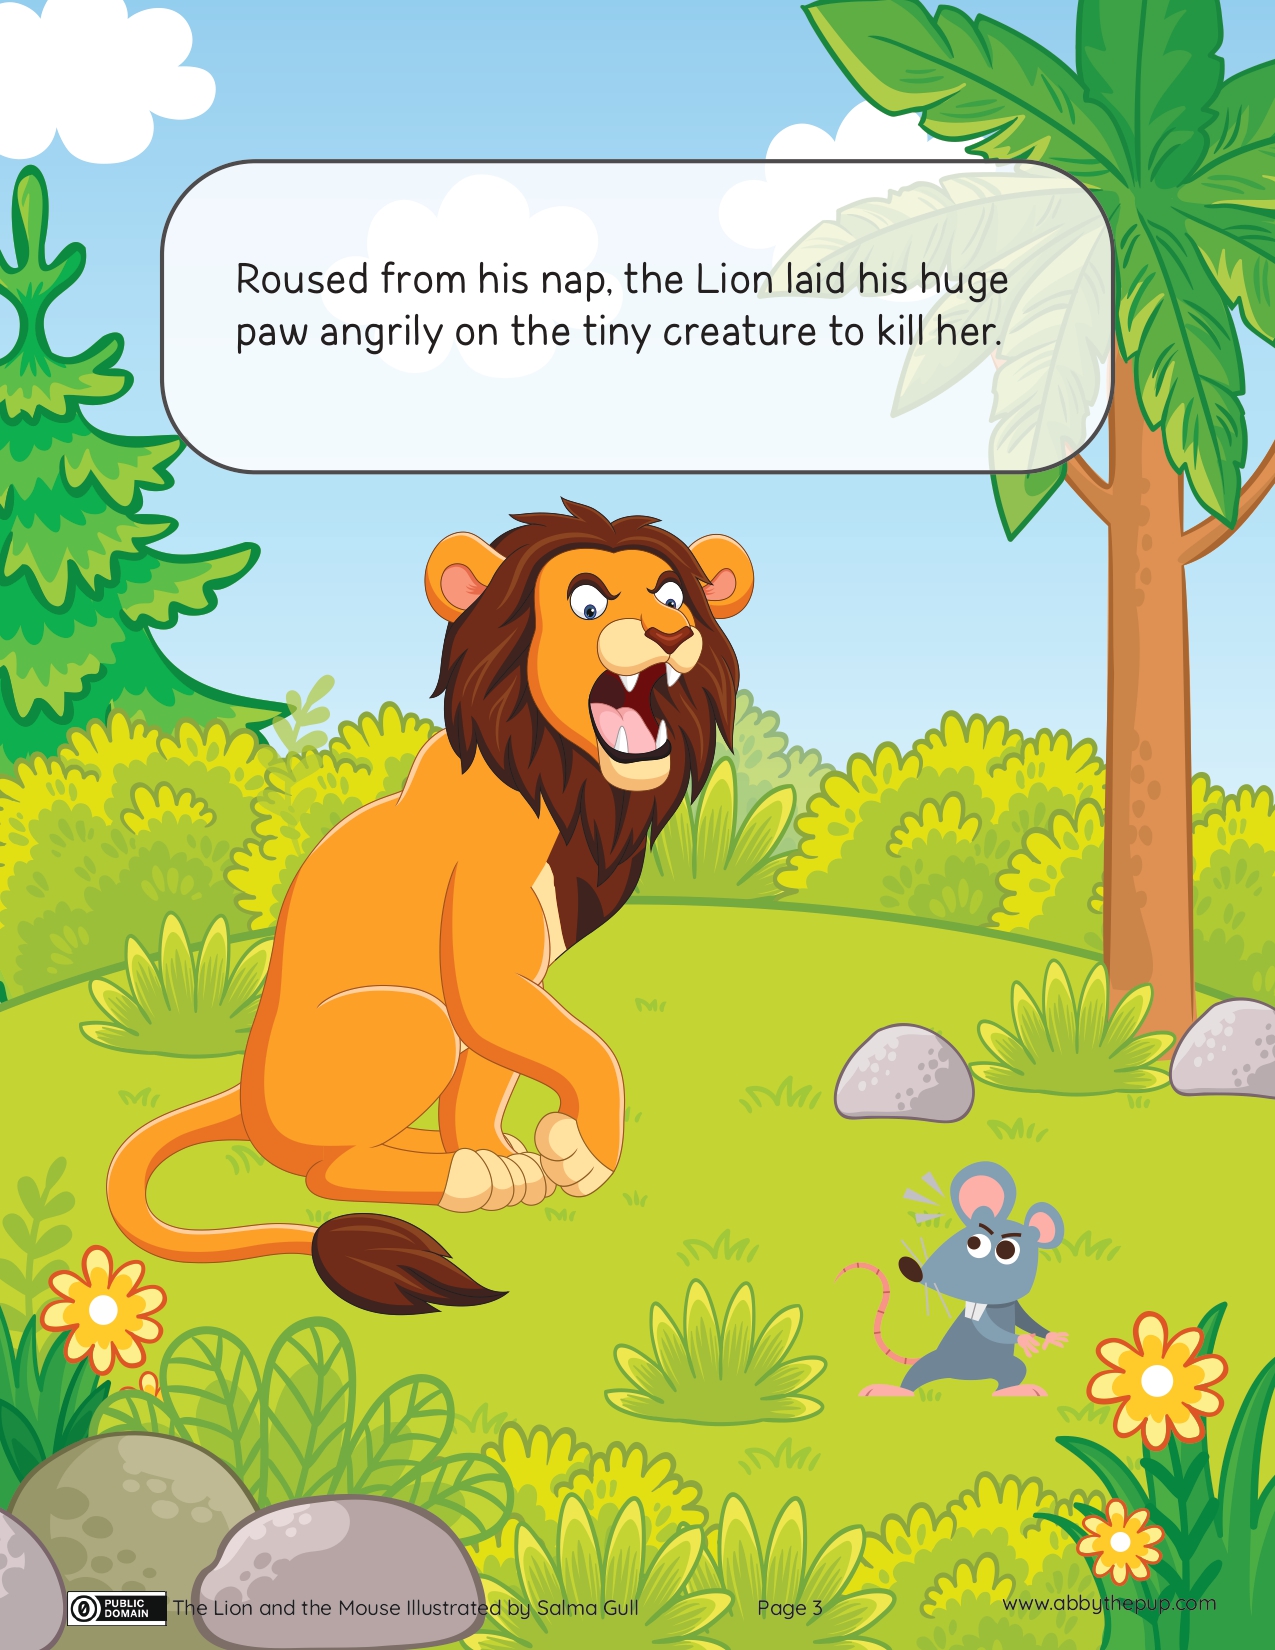 Roused from his nap, the Lion laid his huge
paw angrily on the tiny creature to kill her.
0 PUBLIC DOMAIN The Lion and the Mouse Illustrated by Salma Gull Page 3 www.abbythepup.com